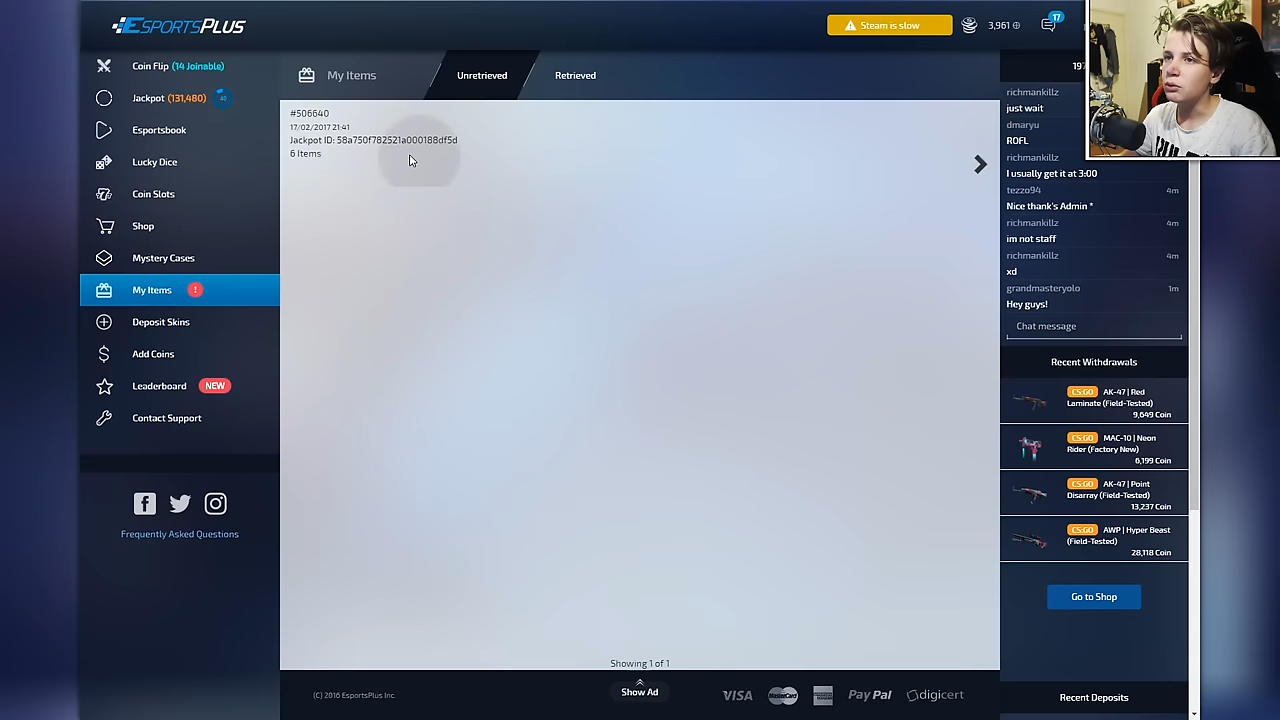 ESPORTSPLUS
Steam is slow
3,961
17
Coin Flip (14 Joinable)
Jackpot (131,480) 40
Esportsbook
Lucky Dice
Coin Slots
Shop
Mystery Cases
My Items !
Deposit Skins
Add Coins
Leaderboard NEW
Contact Support
Frequently Asked Questions
My Items
Unretrieved
Retrieved
#506640
17/02/2017 21:41
Jackpot ID: 58a750f782521a000188df5d
6 Items
Showing 1 of 1
(C) 2016 EsportsPlus Inc.
Show Ad
VISA
MasterCard
PayPal
digicert
197
richmankillz
just wait
dmaryu
ROFL
richmankillz
I usually get it at 3:00
tezzo94 4m
Nice thank's Admin *
richmankillz 4m
im not staff
richmankillz 4m
xd
grandmasteryolo 1m
Hey guys!
Chat message
Recent Withdrawals
CS:GO AK-47 | Red
Laminate (Field-Tested)
9,649 Coin
CS:GO MAC-10 | Neon
Rider (Factory New)
6,199 Coin
CS:GO AK-47 | Point
Disarray (Field-Tested)
13,237 Coin
CS:GO AWP | Hyper Beast
(Field-Tested)
28,118 Coin
Go to Shop
Recent Deposits